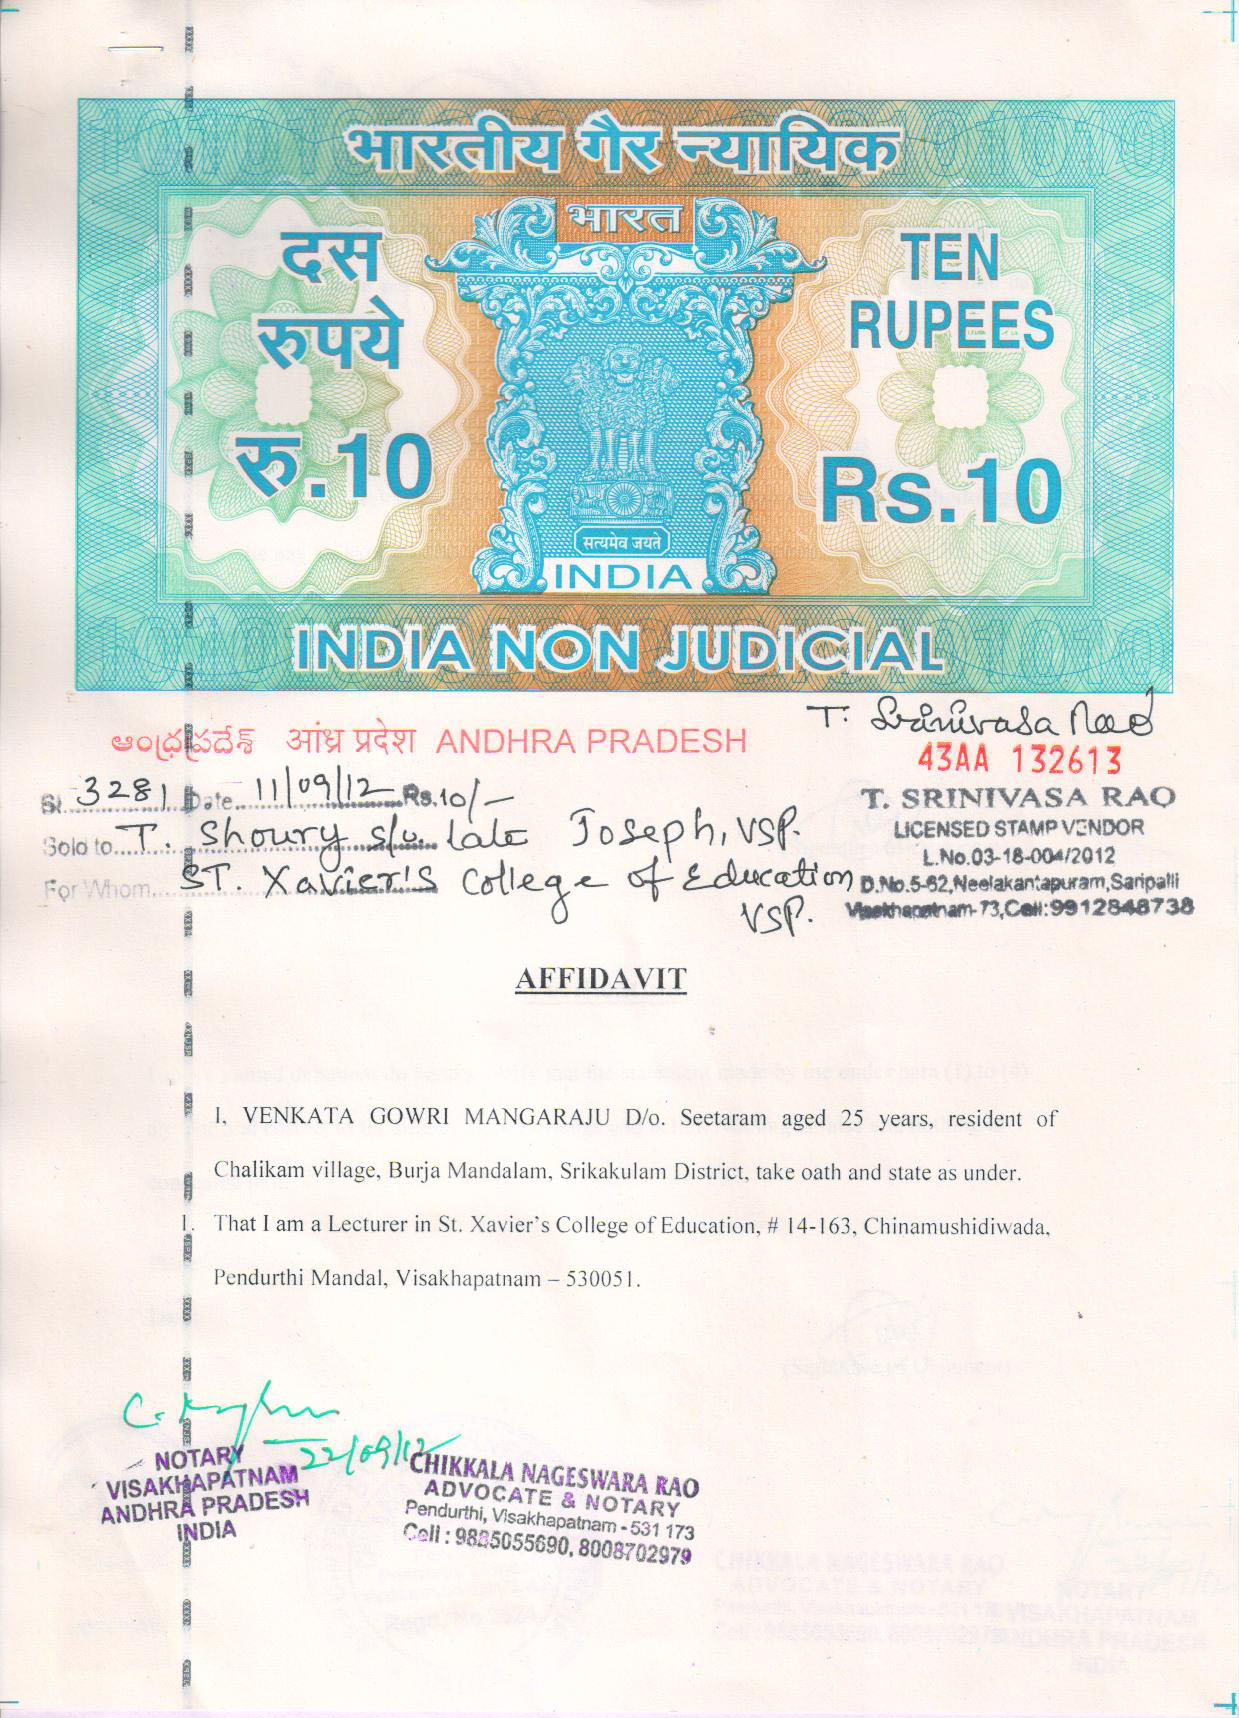 भारतीय गैर न्यायिक
भारत
दस
रुपये
रु.10
TEN
RUPEES
Rs.10
सत्यमेव जयते
INDIA
INDIA NON JUDICIAL
T. Srinivasa Rao
ఆంధ్రప్రదేశ్ आंध्र प्रदेश ANDHRA PRADESH
43AA 132613
Sl. 3281 Date 11/09/12 Rs.10/-
Sold to T. Shoury s/o. late Joseph, VSP.
For Whom ST. Xavier's College of Education
VSP.
T. SRINIVASA RAO
LICENSED STAMP VENDOR
L.No.03-18-004/2012
D.No.5-62,Neelakantapuram,Saripalli
Visakhapatnam-73,Cell:9912848738
AFFIDAVIT
I, VENKATA GOWRI MANGARAJU D/o. Seetaram aged 25 years, resident of
Chalikam village, Burja Mandalam, Srikakulam District, take oath and state as under.
1. That I am a Lecturer in St. Xavier's College of Education, # 14-163, Chinamushidiwada,
Pendurthi Mandal, Visakhapatnam – 530051.
22/09/12
NOTARY
VISAKHAPATNAM
ANDHRA PRADESH
INDIA
CHIKKALA NAGESWARA RAO
ADVOCATE & NOTARY
Pendurthi, Visakhapatnam - 531 173
Cell : 9885055690, 8008702979